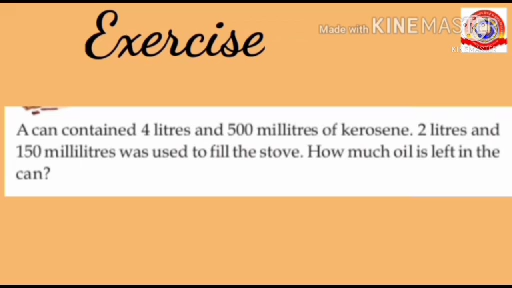 Exercise
Made with KINEMASTER
A can contained 4 litres and 500 millitres of kerosene. 2 litres and
150 millilitres was used to fill the stove. How much oil is left in the
can?